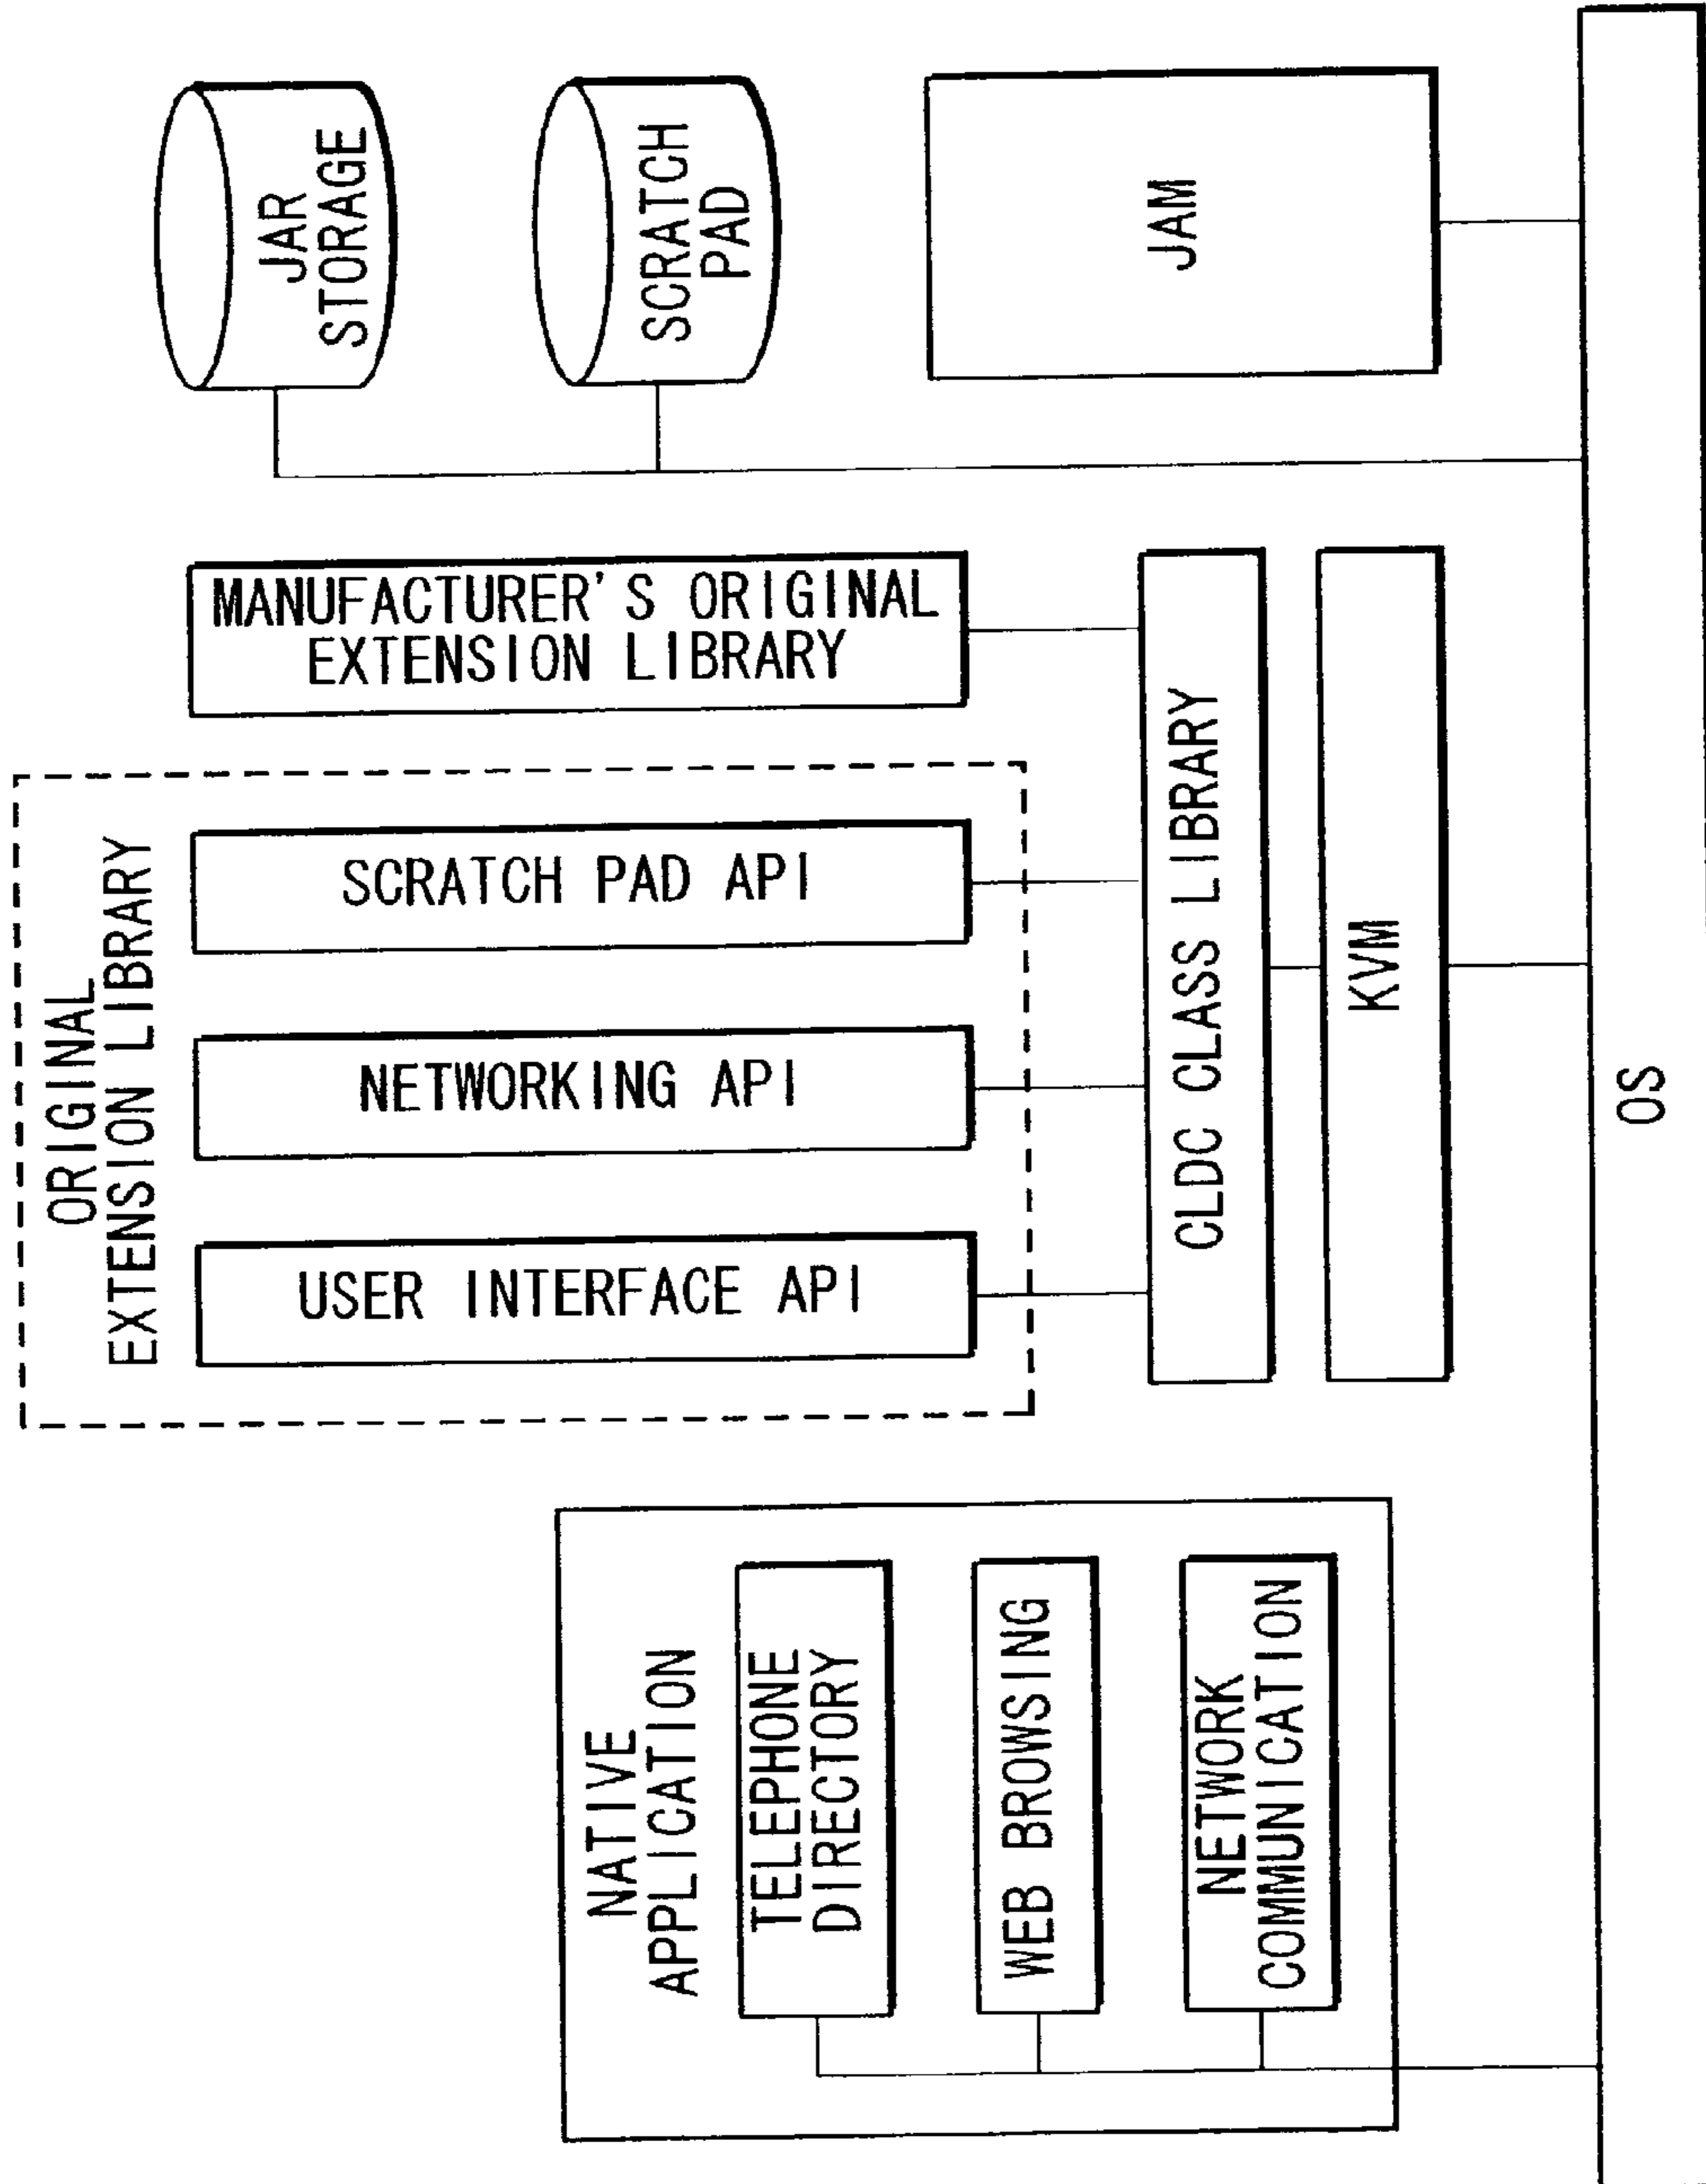 ORIGINAL
EXTENSION LIBRARY
NATIVE
APPLICATION
TELEPHONE
DIRECTORY
WEB BROWSING
NETWORK
COMMUNICATION
USER INTERFACE API
NETWORKING API
SCRATCH PAD API
MANUFACTURER'S ORIGINAL
EXTENSION LIBRARY
CLDC CLASS LIBRARY
KVM
JAR
STORAGE
SCRATCH
PAD
JAM
OS